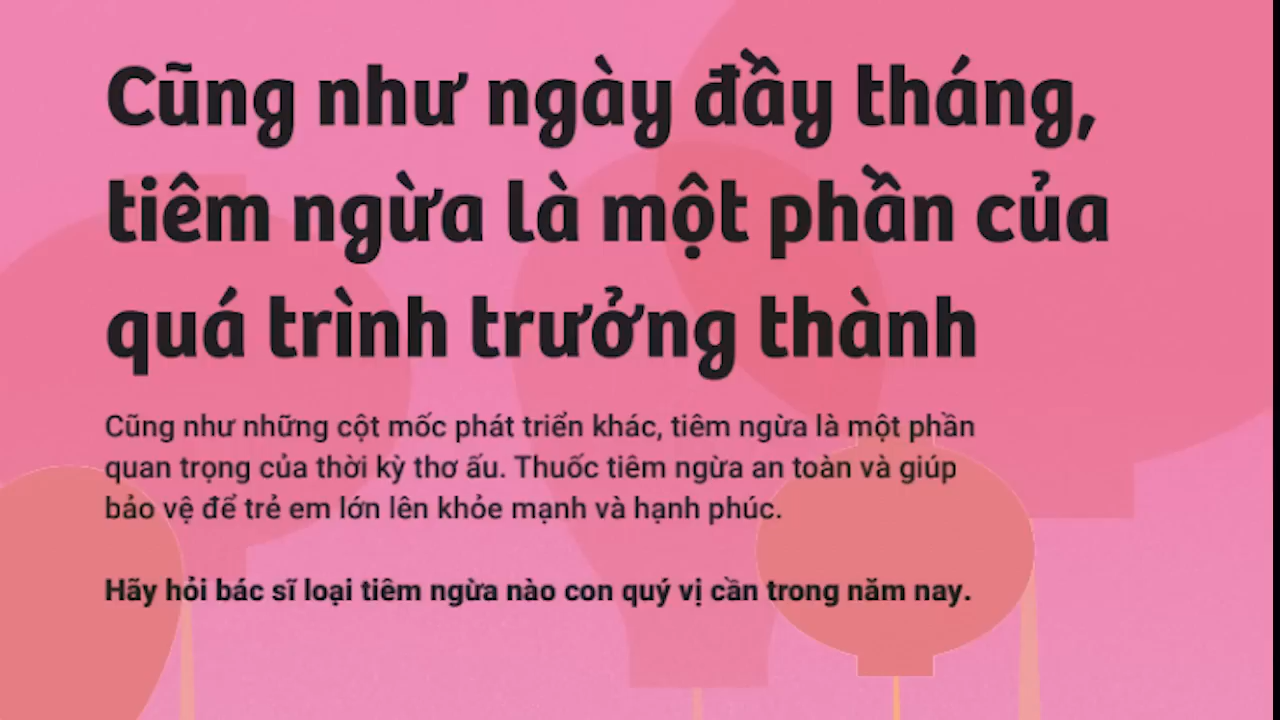 Cũng như ngày đầy tháng,
tiêm ngừa là một phần của
quá trình trưởng thành
Cũng như những cột mốc phát triển khác, tiêm ngừa là một phần
quan trọng của thời kỳ thơ ấu. Thuốc tiêm ngừa an toàn và giúp
bảo vệ để trẻ em lớn lên khỏe mạnh và hạnh phúc.
Hãy hỏi bác sĩ loại tiêm ngừa nào con quý vị cần trong năm nay.